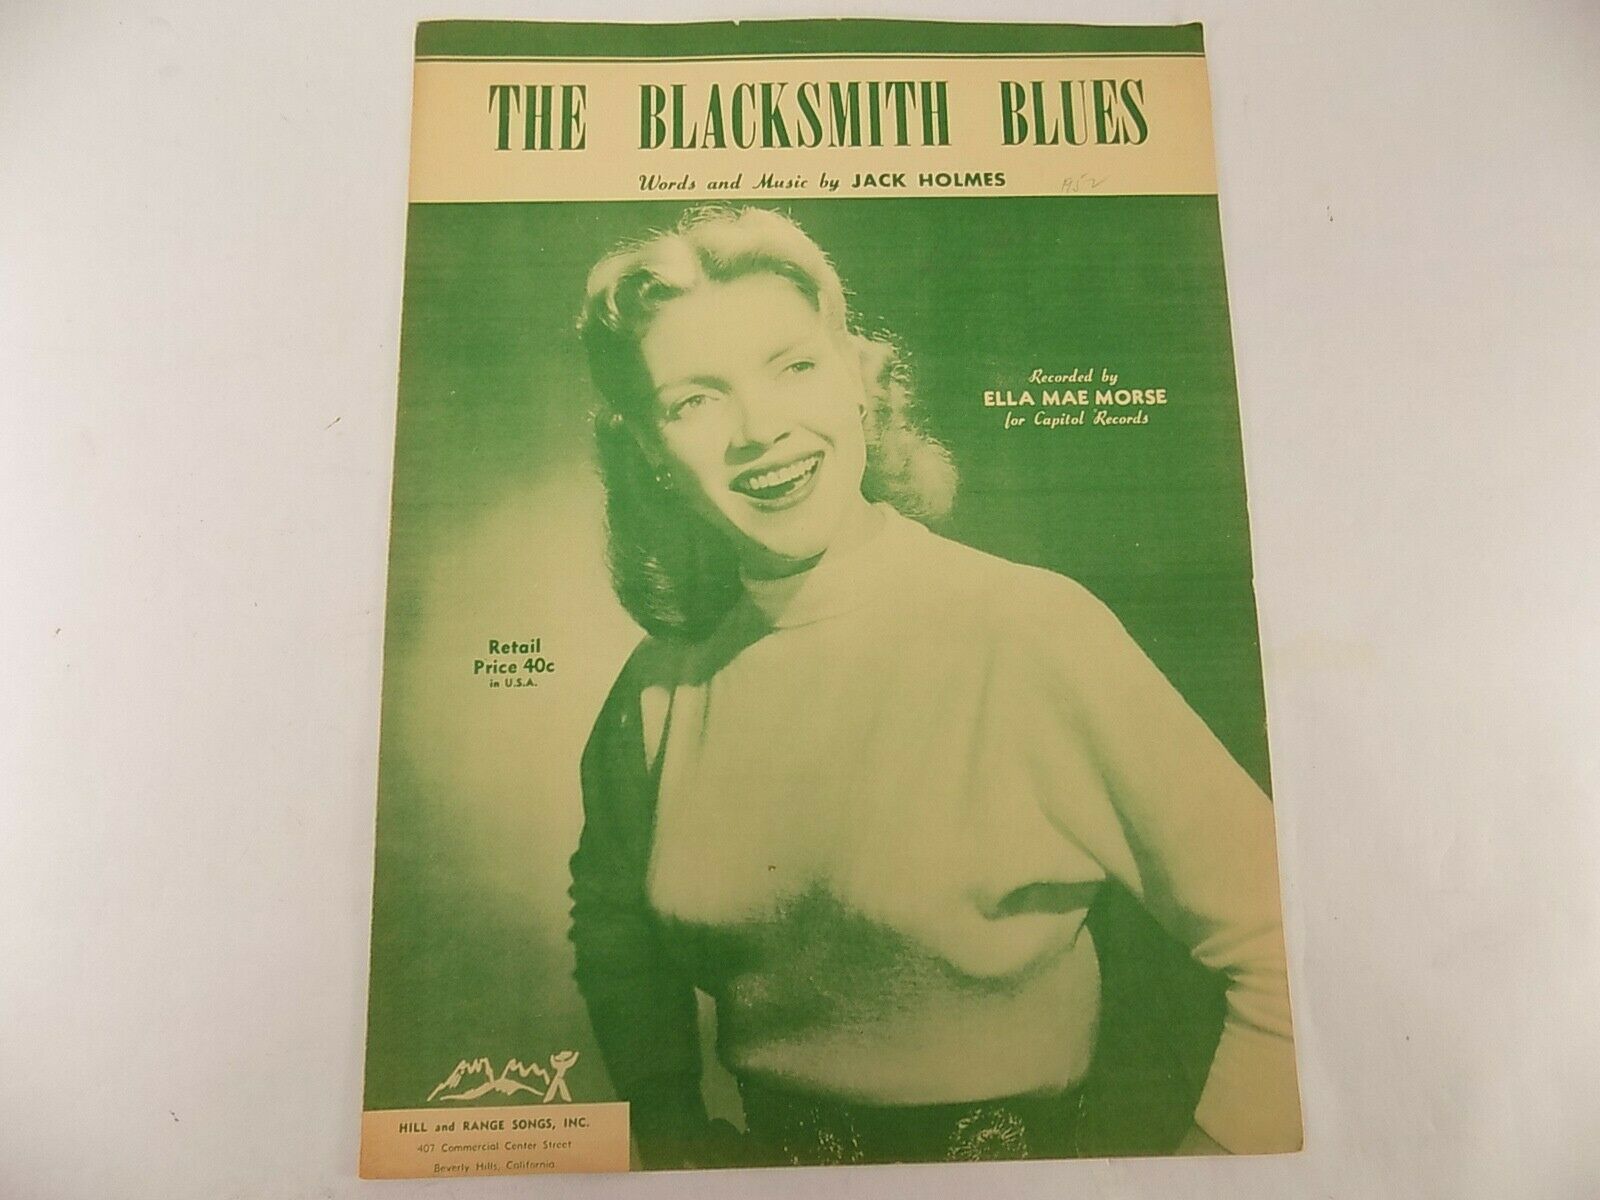 THE BLACKSMITH BLUES
Words and Music by JACK HOLMES
1952
Recorded by
ELLA MAE MORSE
for Capitol Records
Retail
Price 40c
in U.S.A.
HILL and RANGE SONGS, INC.
407 Commercial Center Street
Beverly Hills, California